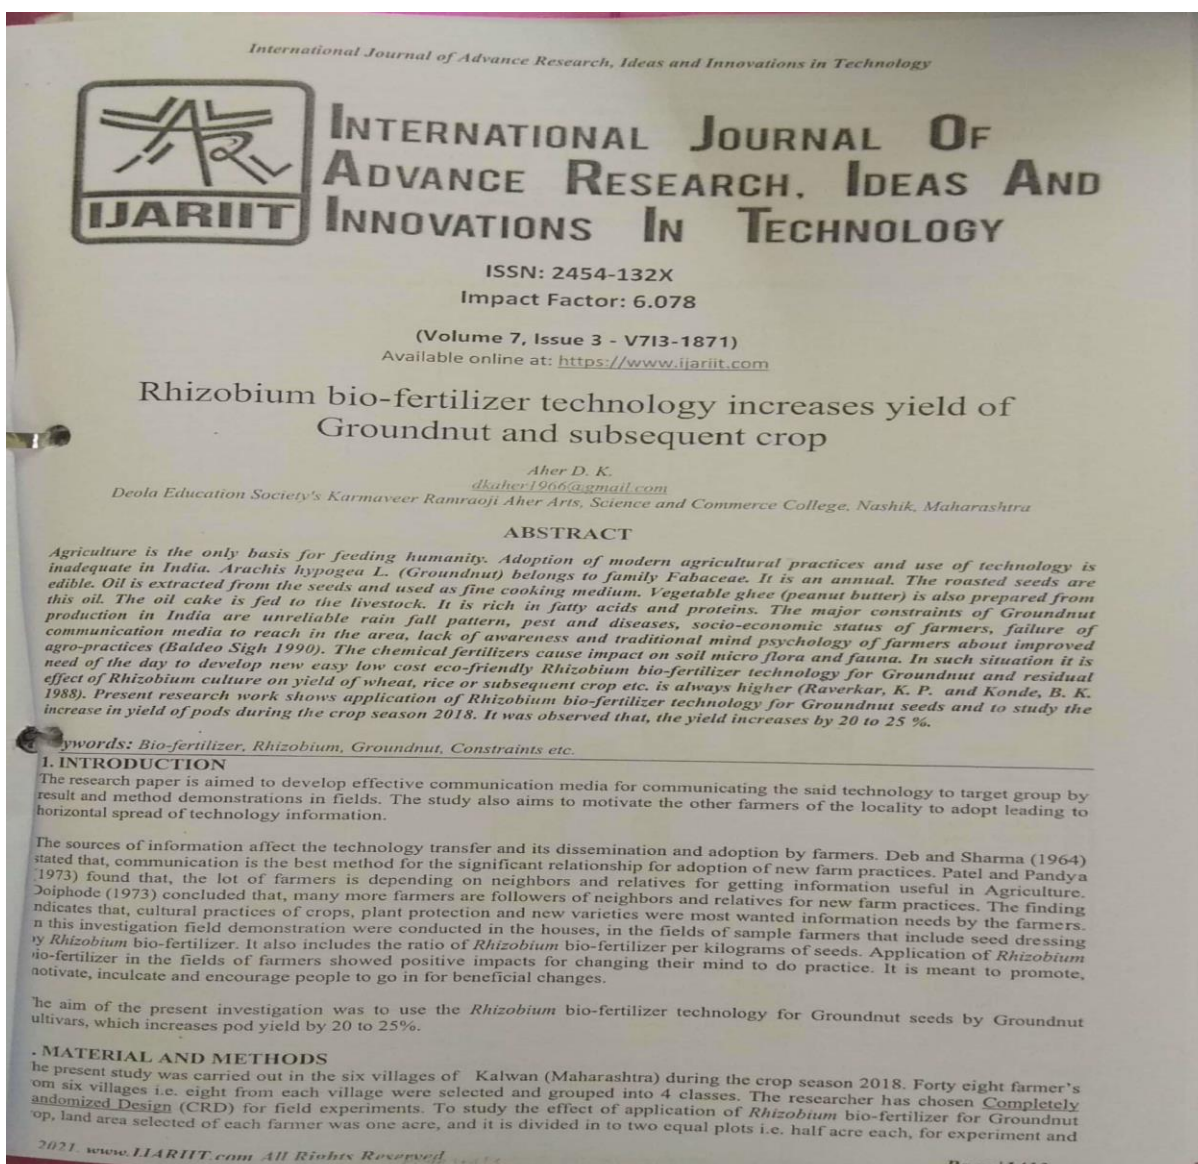 International Journal of Advance Research, Ideas and Innovations in Technology
IJARIIT
INTERNATIONAL JOURNAL OF
ADVANCE RESEARCH, IDEAS AND
INNOVATIONS IN TECHNOLOGY
ISSN: 2454-132X
Impact Factor: 6.078
(Volume 7, Issue 3 - V7I3-1871)
Available online at: https://www.ijariit.com
Rhizobium bio-fertilizer technology increases yield of
Groundnut and subsequent crop
Aher D. K.
dkaher1966@gmail.com
Deola Education Society's Karmaveer Ramraoji Aher Arts, Science and Commerce College, Nashik, Maharashtra
ABSTRACT
Agriculture is the only basis for feeding humanity. Adoption of modern agricultural practices and use of technology is
inadequate in India. Arachis hypogea L. (Groundnut) belongs to family Fabaceae. It is an annual. The roasted seeds are
edible. Oil is extracted from the seeds and used as fine cooking medium. Vegetable ghee (peanut butter) is also prepared from
this oil. The oil cake is fed to the livestock. It is rich in fatty acids and proteins. The major constraints of Groundnut
production in India are unreliable rain fall pattern, pest and diseases, socio-economic status of farmers, failure of
communication media to reach in the area, lack of awareness and traditional mind psychology of farmers about improved
agro-practices (Baldeo Sigh 1990). The chemical fertilizers cause impact on soil micro flora and fauna. In such situation it is
need of the day to develop new easy low cost eco-friendly Rhizobium bio-fertilizer technology for Groundnut and residual
effect of Rhizobium culture on yield of wheat, rice or subsequent crop etc. is always higher (Raverkar, K. P. and Konde, B. K.
1988). Present research work shows application of Rhizobium bio-fertilizer technology for Groundnut seeds and to study the
increase in yield of pods during the crop season 2018. It was observed that, the yield increases by 20 to 25 %.
ywords: Bio-fertilizer, Rhizobium, Groundnut, Constraints etc.
1. INTRODUCTION
The research paper is aimed to develop effective communication media for communicating the said technology to target group by
result and method demonstrations in fields. The study also aims to motivate the other farmers of the locality to adopt leading to
horizontal spread of technology information.
The sources of information affect the technology transfer and its dissemination and adoption by farmers. Deb and Sharma (1964)
stated that, communication is the best method for the significant relationship for adoption of new farm practices. Patel and Pandya
1973) found that, the lot of farmers is depending on neighbors and relatives for getting information useful in Agriculture.
Doiphode (1973) concluded that, many more farmers are followers of neighbors and relatives for new farm practices. The finding
ndicates that, cultural practices of crops, plant protection and new varieties were most wanted information needs by the farmers.
n this investigation field demonstration were conducted in the houses, in the fields of sample farmers that include seed dressing
by Rhizobium bio-fertilizer. It also includes the ratio of Rhizobium bio-fertilizer per kilograms of seeds. Application of Rhizobium
bio-fertilizer in the fields of farmers showed positive impacts for changing their mind to do practice. It is meant to promote,
motivate, inculcate and encourage people to go in for beneficial changes.
he aim of the present investigation was to use the Rhizobium bio-fertilizer technology for Groundnut seeds by Groundnut
ultivars, which increases pod yield by 20 to 25%.
. MATERIAL AND METHODS
he present study was carried out in the six villages of Kalwan (Maharashtra) during the crop season 2018. Forty eight farmer's
om six villages i.e. eight from each village were selected and grouped into 4 classes. The researcher has chosen Completely
andomized Design (CRD) for field experiments. To study the effect of application of Rhizobium bio-fertilizer for Groundnut
op, land area selected of each farmer was one acre, and it is divided in to two equal plots i.e. half acre each, for experiment and
2021, www.IJARIIT.com All Rights Reserved